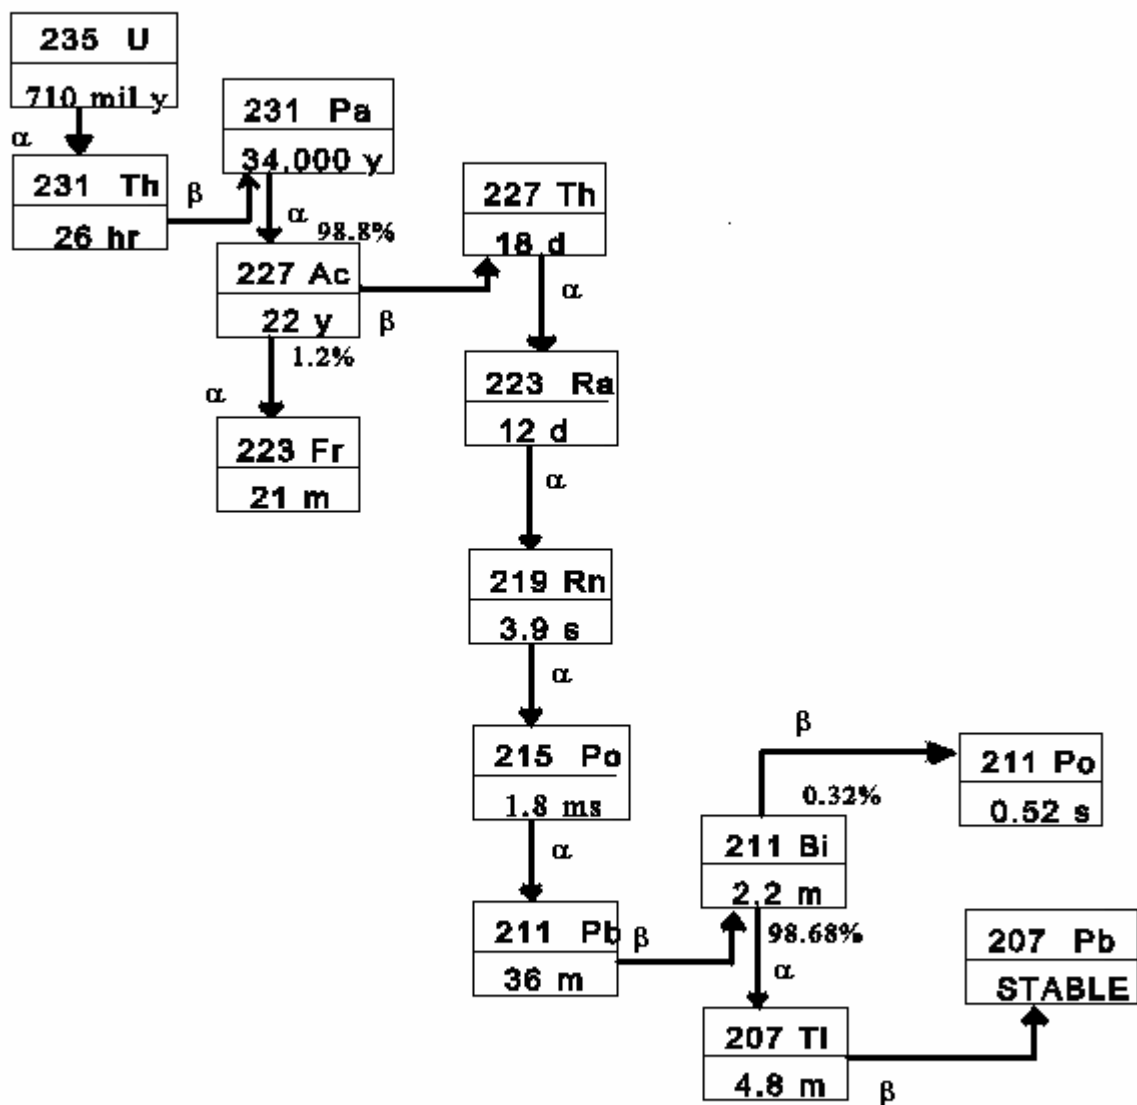 235 U
710 mil y
α
231 Th
26 hr
β
231 Pa
34,000 y
α
98.8%
227 Ac
22 y
β
1.2%
α
223 Fr
21 m
227 Th
18 d
α
223 Ra
12 d
α
219 Rn
3.9 s
α
215 Po
1.8 ms
α
211 Pb
36 m
β
211 Bi
2.2 m
β
0.32%
211 Po
0.52 s
98.68%
α
207 Tl
4.8 m
β
207 Pb
STABLE